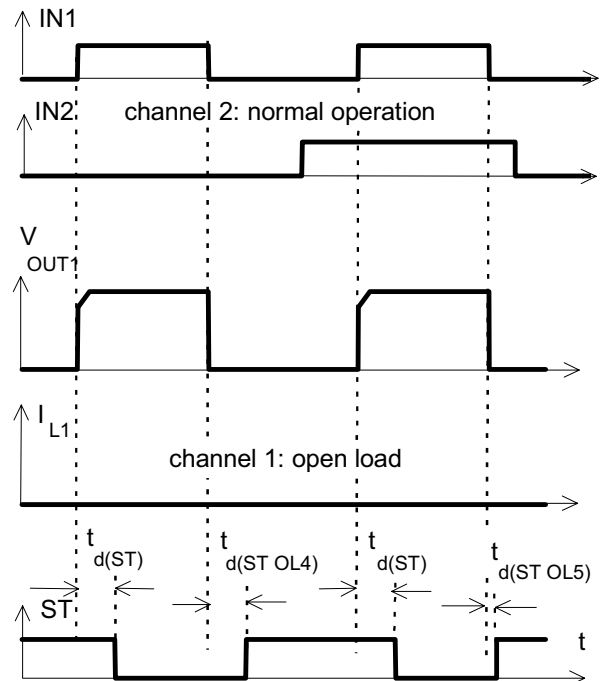 IN1
IN2
channel 2: normal operation
V
OUT1
I
L1
channel 1: open load
t
d(ST)
t
d(ST OL4)
t
d(ST)
t
d(ST OL5)
ST
t